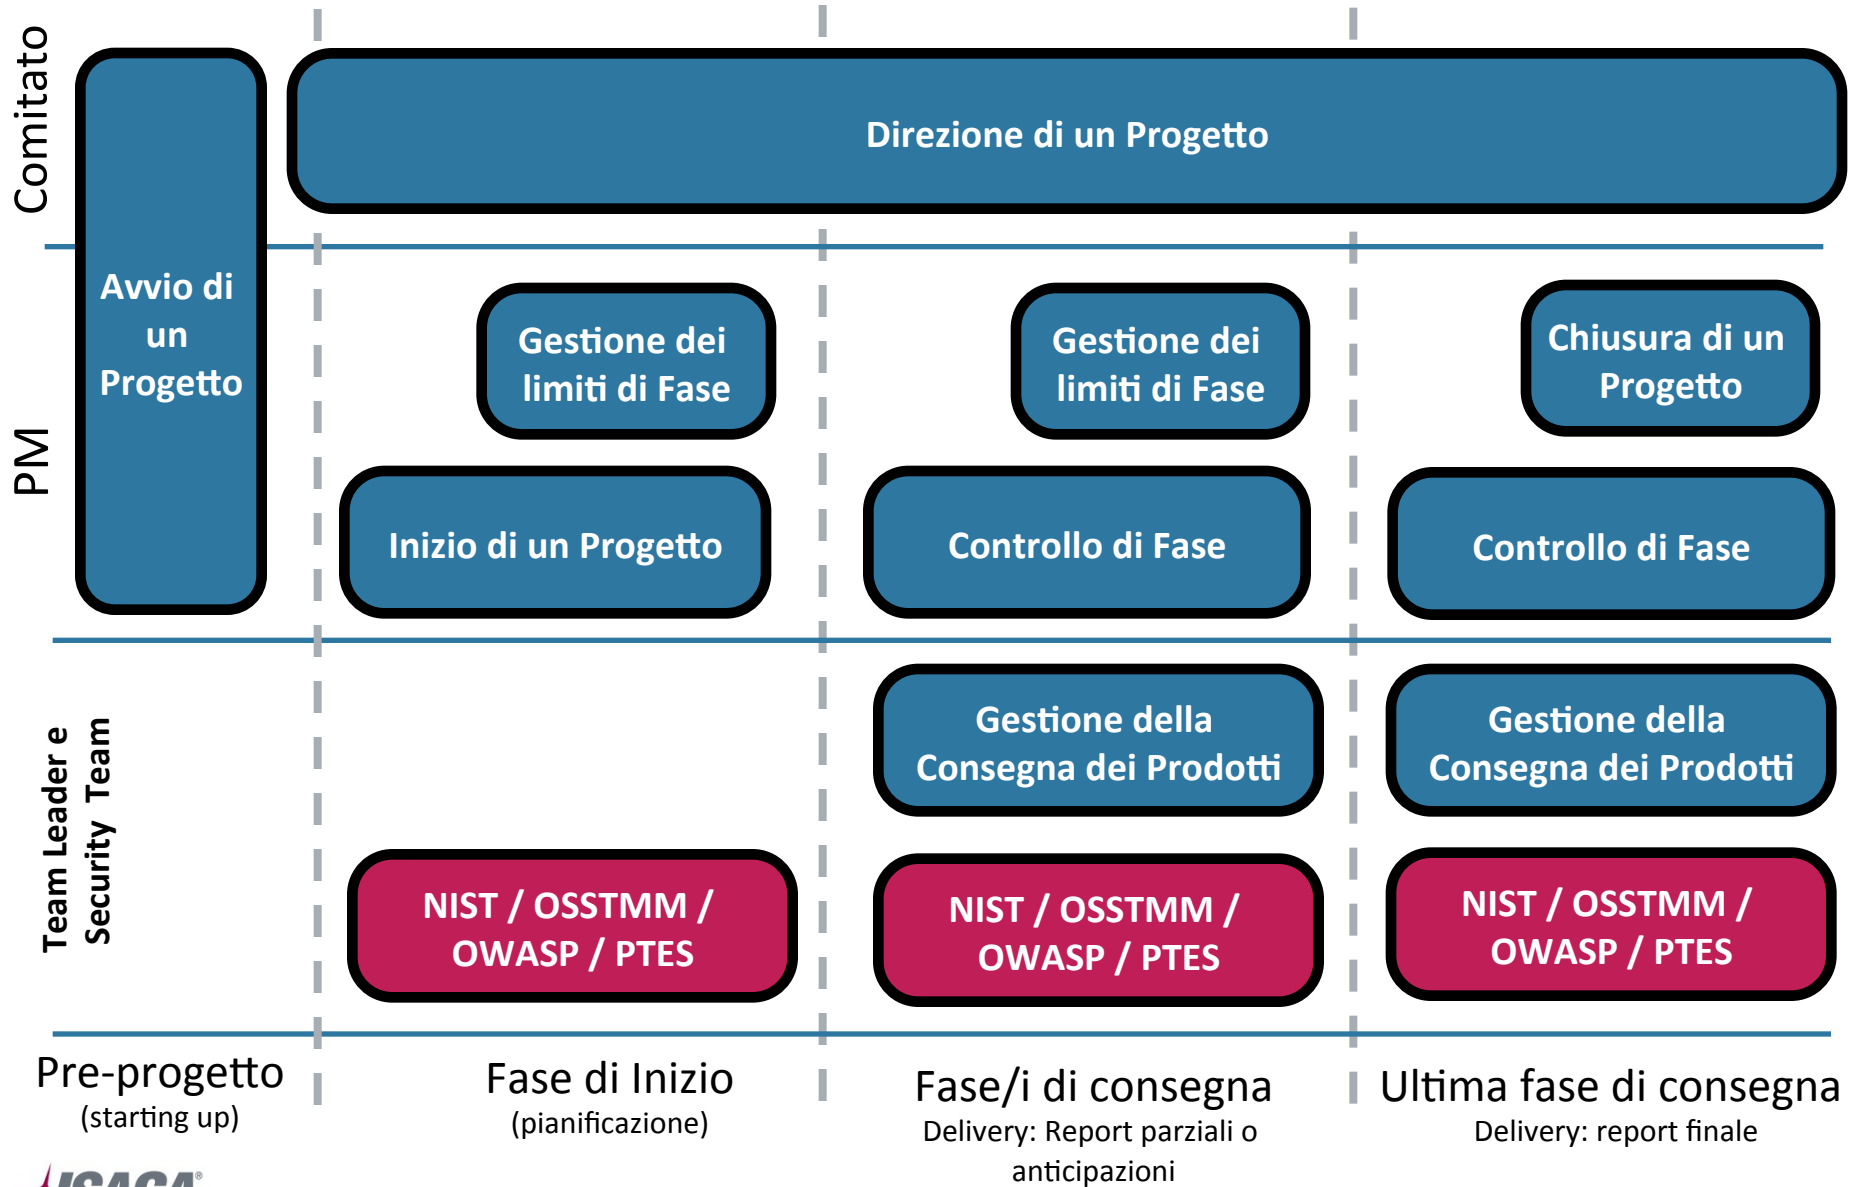 Comitato
Direzione di un Progetto
PM
Avvio di
un
Progetto
Gestione dei
limiti di Fase
Gestione dei
limiti di Fase
Chiusura di un
Progetto
Inizio di un Progetto
Controllo di Fase
Controllo di Fase
Team Leader e
Security Team
Gestione della
Consegna dei Prodotti
Gestione della
Consegna dei Prodotti
NIST / OSSTMM /
OWASP / PTES
NIST / OSSTMM /
OWASP / PTES
NIST / OSSTMM /
OWASP / PTES
Pre-progetto
(starting up)
Fase di Inizio
(pianificazione)
Fase/i di consegna
Delivery: Report parziali o
anticipazioni
Ultima fase di consegna
Delivery: report finale
ISACA®